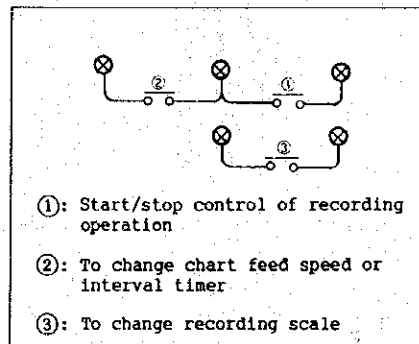 ②
①
③
①: Start/stop control of recording
operation
②: To change chart feed speed or
interval timer
③: To change recording scale